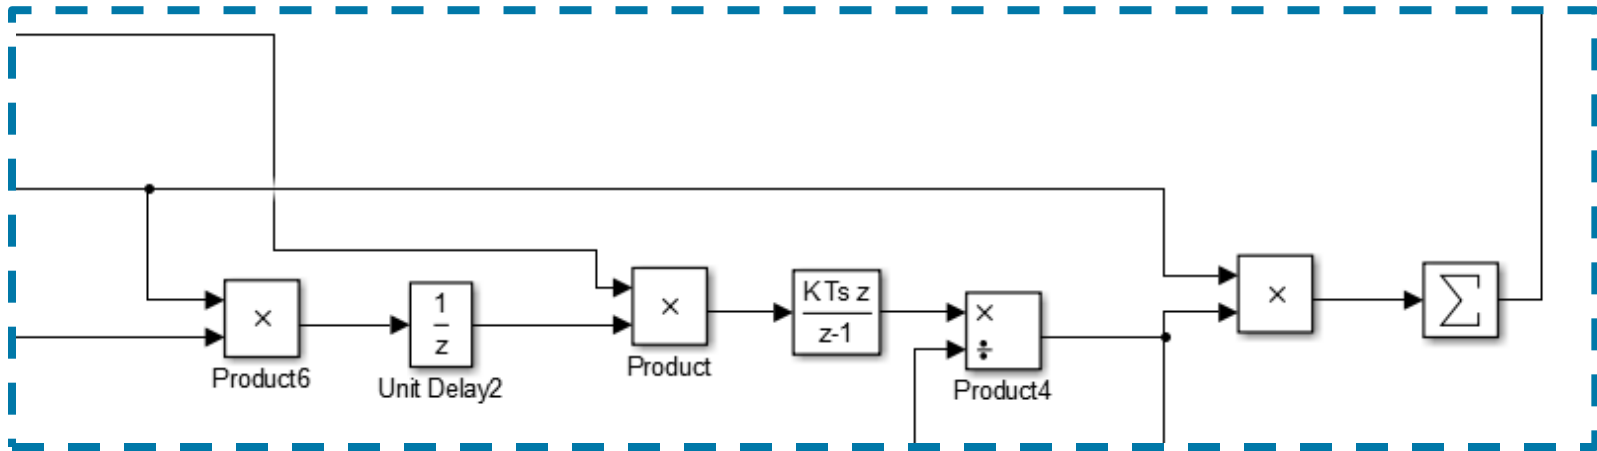 ×
Product6
1
z
Unit Delay2
×
Product
KTs z
z-1
×
÷
Product4
×
∑